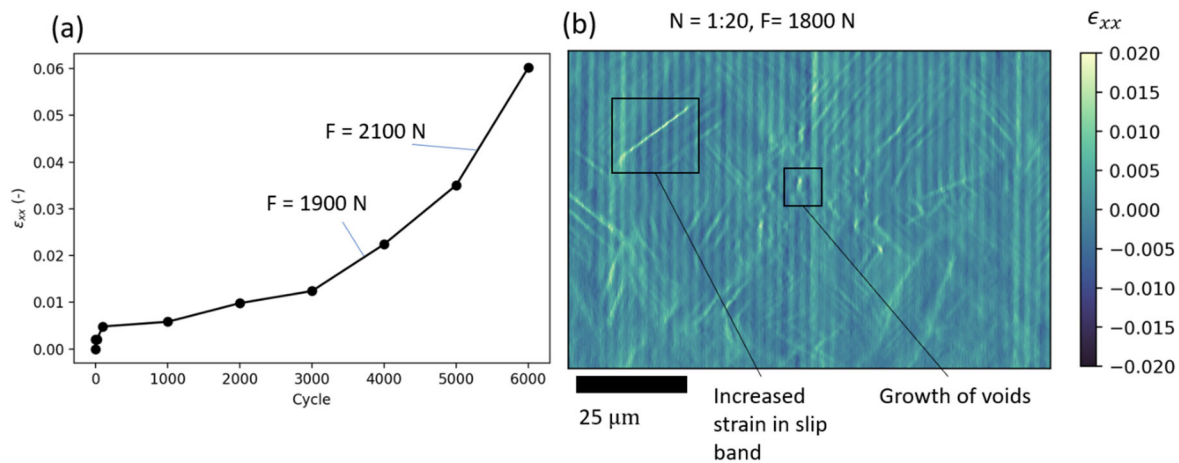 (a)
0.06
0.05
0.04
0.03
0.02
0.01
0.00
ε_xx (-)
F = 2100 N
F = 1900 N
0 1000 2000 3000 4000 5000 6000
Cycle
(b)
N = 1:20, F= 1800 N
25 μm
Increased
strain in slip
band
Growth of voids
ϵ_xx
0.020
0.015
0.010
0.005
0.000
−0.005
−0.010
−0.015
−0.020